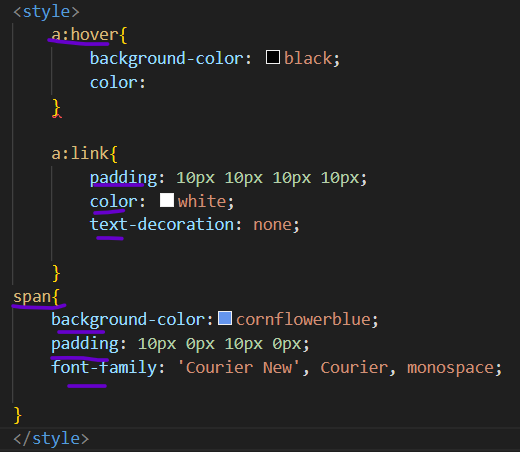 <style>
a:hover{
background-color: black;
color:
}
a:link{
padding: 10px 10px 10px 10px;
color: white;
text-decoration: none;
}
span{
background-color: cornflowerblue;
padding: 10px 0px 10px 0px;
font-family: 'Courier New', Courier, monospace;
}
</style>